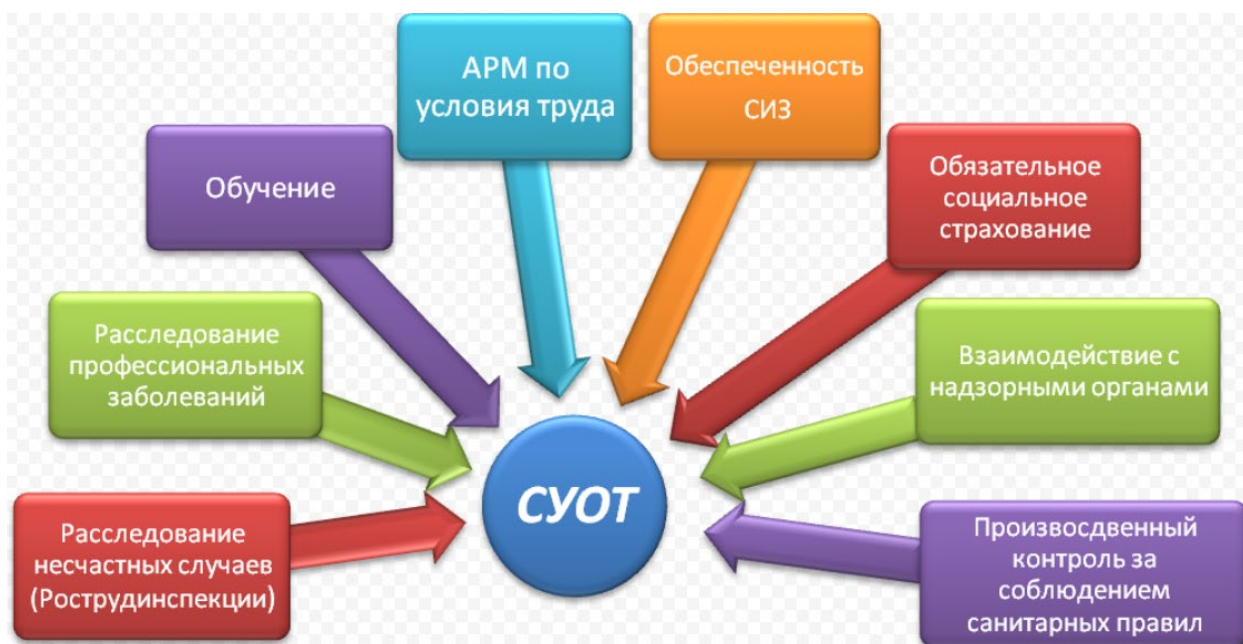 АРМ по
условия труда
Обеспеченность
СИЗ
Обучение
Обязательное
социальное
страхование
Расследование
профессиональных
заболеваний
Взаимодействие с
надзорными органами
СУОТ
Расследование
несчастных случаев
(Рострудинспекции)
Произвосдвенный
контроль за
соблюдением
санитарных правил